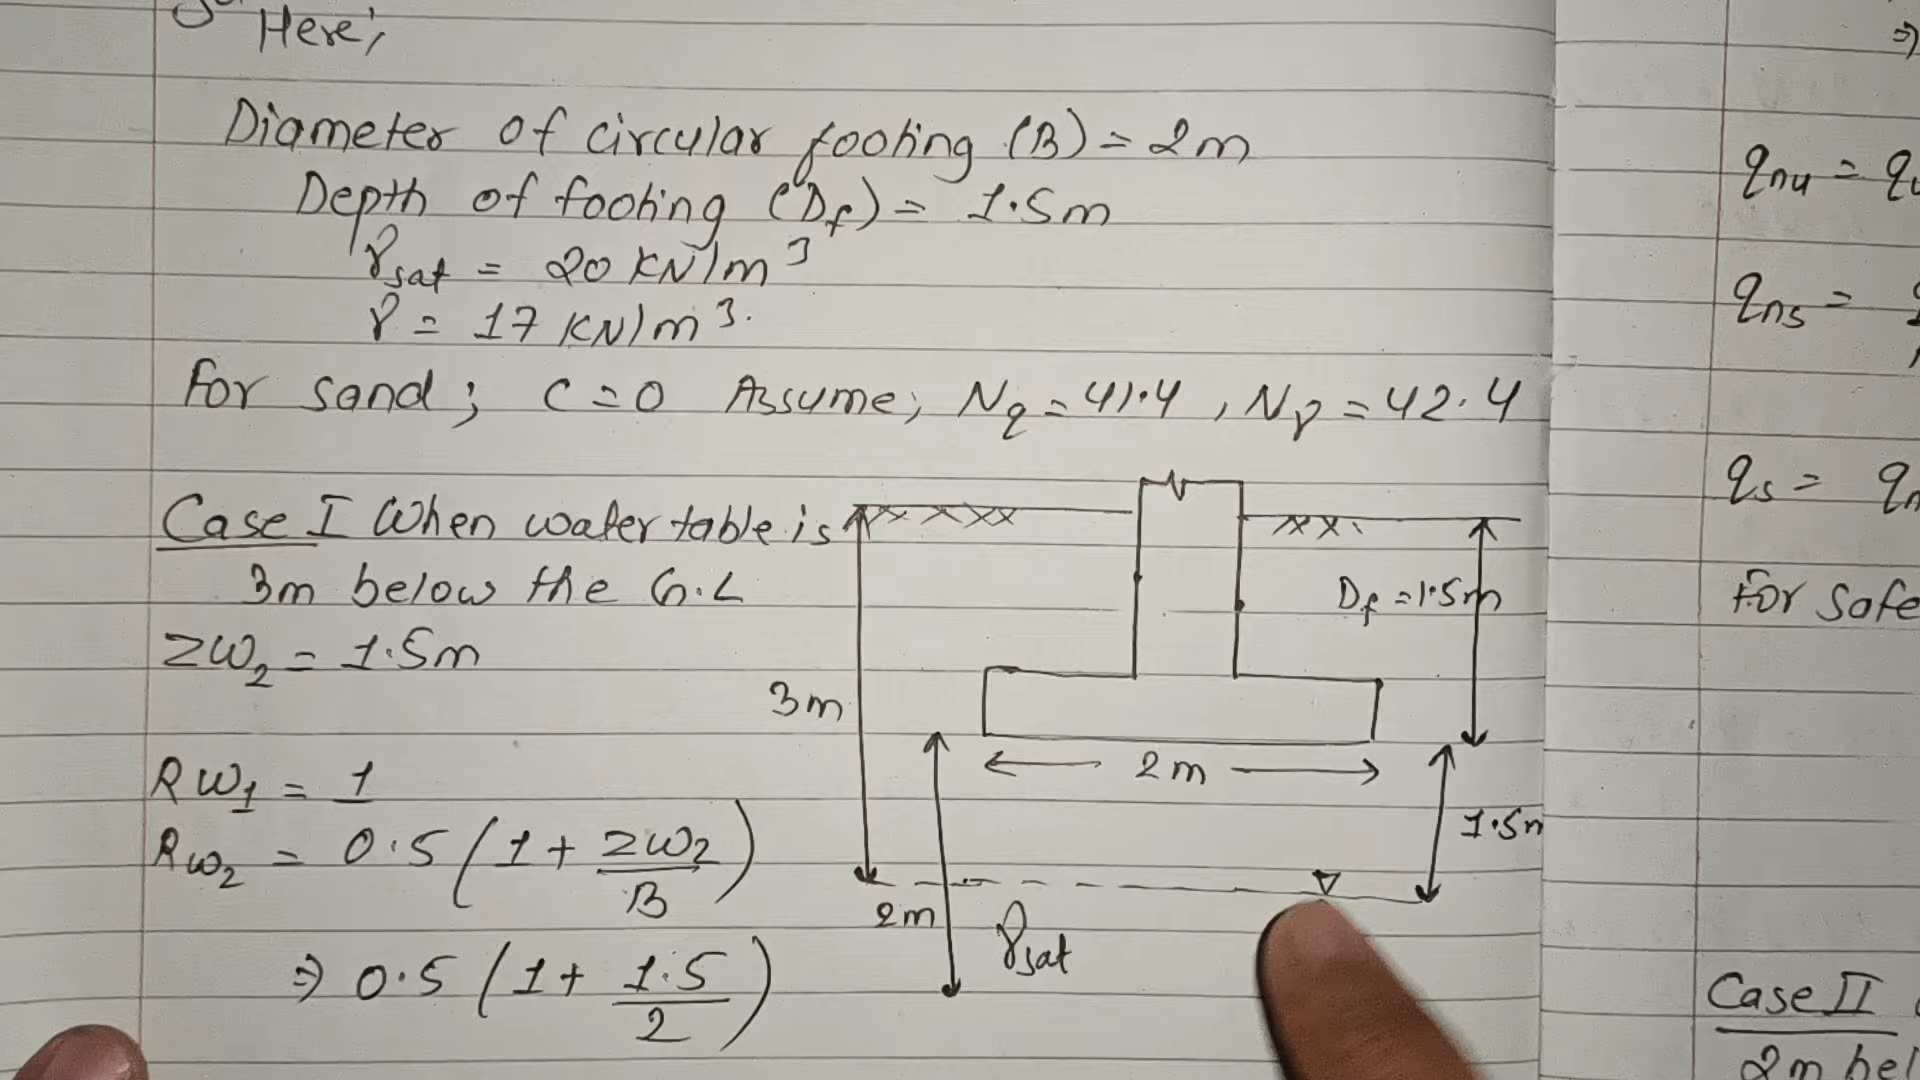 Here;
Diameter of circular footing (B) = 2m
Depth of footing (Df) = 1.5m
γsat = 20 KN/m³
γ = 17 KN/m³.
For sand; C=0 Assume; Nq = 41.4, Nγ = 42.4
Case I When water table is
3m below the G.L
ZW₂ = 1.5m
RW₁ = 1
RW₂ = 0.5 (1 + ZW₂/B)
⇒ 0.5 (1 + 1.5/2)
Df = 1.5m
3m
2m
1.5m
2m
γsat
⇒
qnu =
qns =
qs =
For safe
Case II
2m